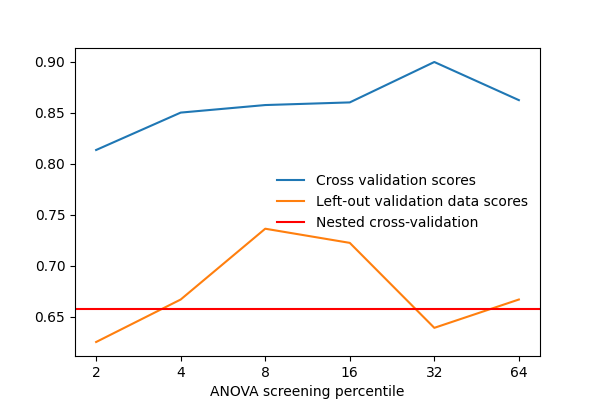 0.90
0.85
0.80
0.75
0.70
0.65
Cross validation scores
Left-out validation data scores
Nested cross-validation
2 4 8 16 32 64
ANOVA screening percentile